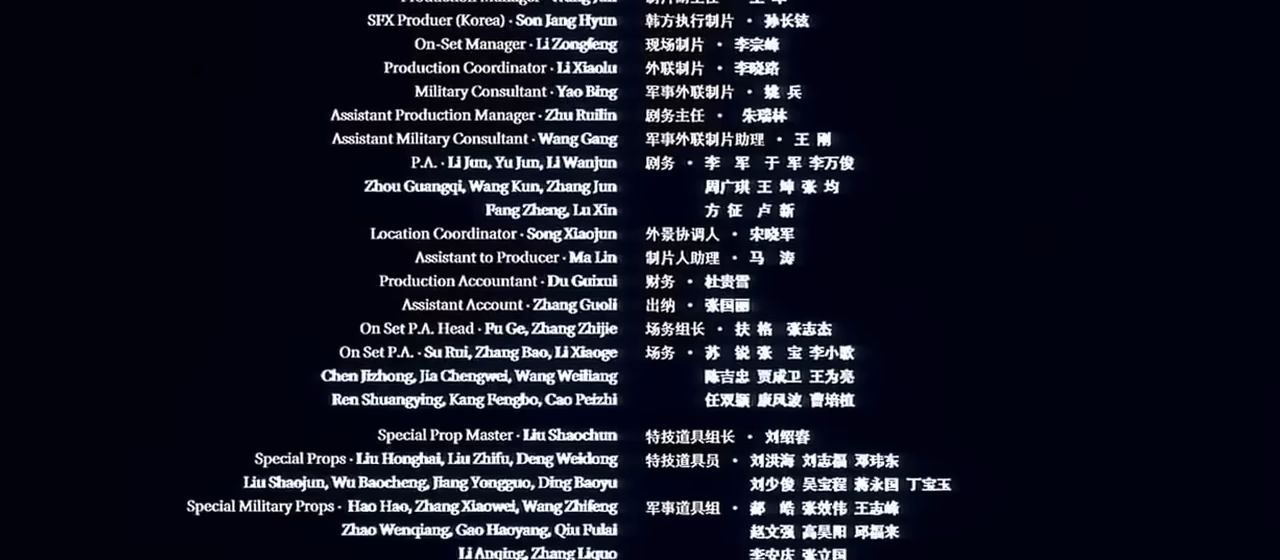 SFX Produer (Korea) · Son Jang Hyun 韩方执行制片 · 孙长铉
On-Set Manager · Li Zongfeng 现场制片 · 李宗峰
Production Coordinator · Li Xiaolu 外联制片 · 李晓路
Military Consultant · Yao Bing 军事外联制片 · 姚 兵
Assistant Production Manager · Zhu Ruilin 剧务主任 · 朱瑞林
Assistant Military Consultant · Wang Gang 军事外联制片助理 · 王 刚
P.A. · Li Jun, Yu Jun, Li Wanjun 剧务 · 李 军 于 军 李万俊
Zhou Guangqi, Wang Kun, Zhang Jun 周广琪 王 坤 张 均
Fang Zheng, Lu Xin 方 征 卢 新
Location Coordinator · Song Xiaojun 外景协调人 · 宋晓军
Assistant to Producer · Ma Lin 制片人助理 · 马 涛
Production Accountant · Du Guixui 财务 · 杜贵雪
Assistant Account · Zhang Guoli 出纳 · 张国丽
On Set P.A. Head · Fu Ge, Zhang Zhijie 场务组长 · 扶 格 张志杰
On Set P.A. · Su Rui, Zhang Bao, Li Xiaoge 场务 · 苏 锐 张 宝 李小歌
Chen Jizhong, Jia Chengwei, Wang Weiliang 陈吉忠 贾成卫 王为亮
Ren Shuangying, Kang Fengbo, Cao Peizhi 任双颖 康风波 曹培植
Special Prop Master · Liu Shaochun 特技道具组长 · 刘绍春
Special Props · Liu Honghai, Liu Zhifu, Deng Weidong 特技道具员 · 刘洪海 刘志福 邓玮东
Liu Shaojun, Wu Baocheng, Jiang Yongguo, Ding Baoyu 刘少俊 吴宝程 蒋永国 丁宝玉
Special Military Props · Hao Hao, Zhang Xiaowei, Wang Zhifeng 军事道具组 · 郝 皓 张效伟 王志峰
Zhao Wenqiang, Gao Haoyang, Qiu Fulai 赵文强 高昊阳 邱福来
Li Anqing, Zhang Liguo 李安庆 张立国